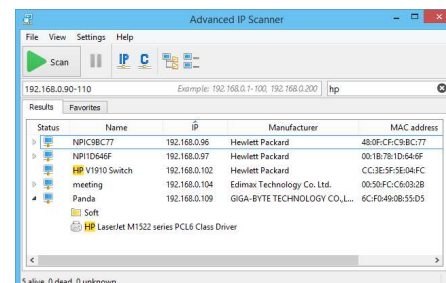 Advanced IP Scanner
File View Settings Help
Scan IP C
192.168.0.90-110 Example: 192.168.0.1-100, 192.168.0.200 hp
Results Favorites
Status Name IP Manufacturer MAC address
NPIC9BC77 192.168.0.96 Hewlett Packard 48:0F:CF:C9:BC:77
NPI1D646F 192.168.0.97 Hewlett Packard 00:1B:78:1D:64:6F
HP V1910 Switch 192.168.0.102 Hewlett Packard CC:3E:5F:5E:04:FC
meeting 192.168.0.104 Edimax Technology Co. Ltd. 00:50:FC:C6:03:2B
Panda 192.168.0.109 GIGA-BYTE TECHNOLOGY CO.,L... 6C:F0:49:0B:55:D5
Soft
HP LaserJet M1522 series PCL6 Class Driver
5 alive, 0 dead, 0 unknown